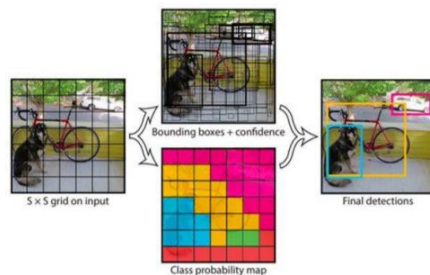 Bounding boxes + confidence
S × S grid on input
Final detections
Class probability map